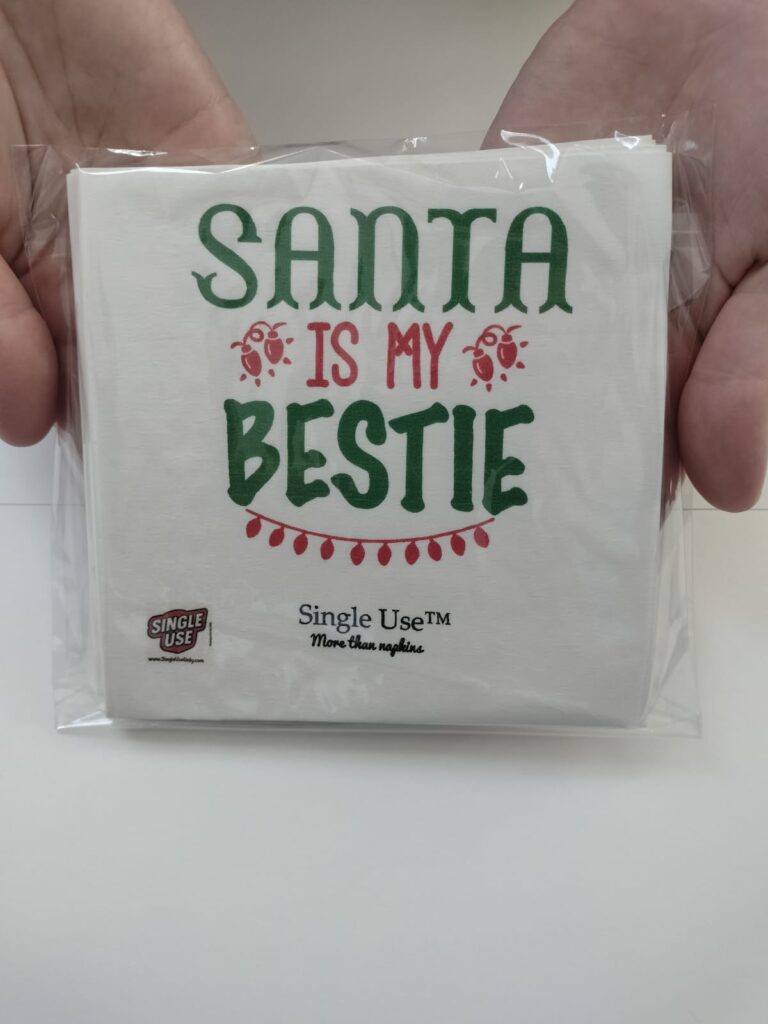 SANTA
IS MY
BESTIE
Single Use™
More than napkins
SINGLE
USE